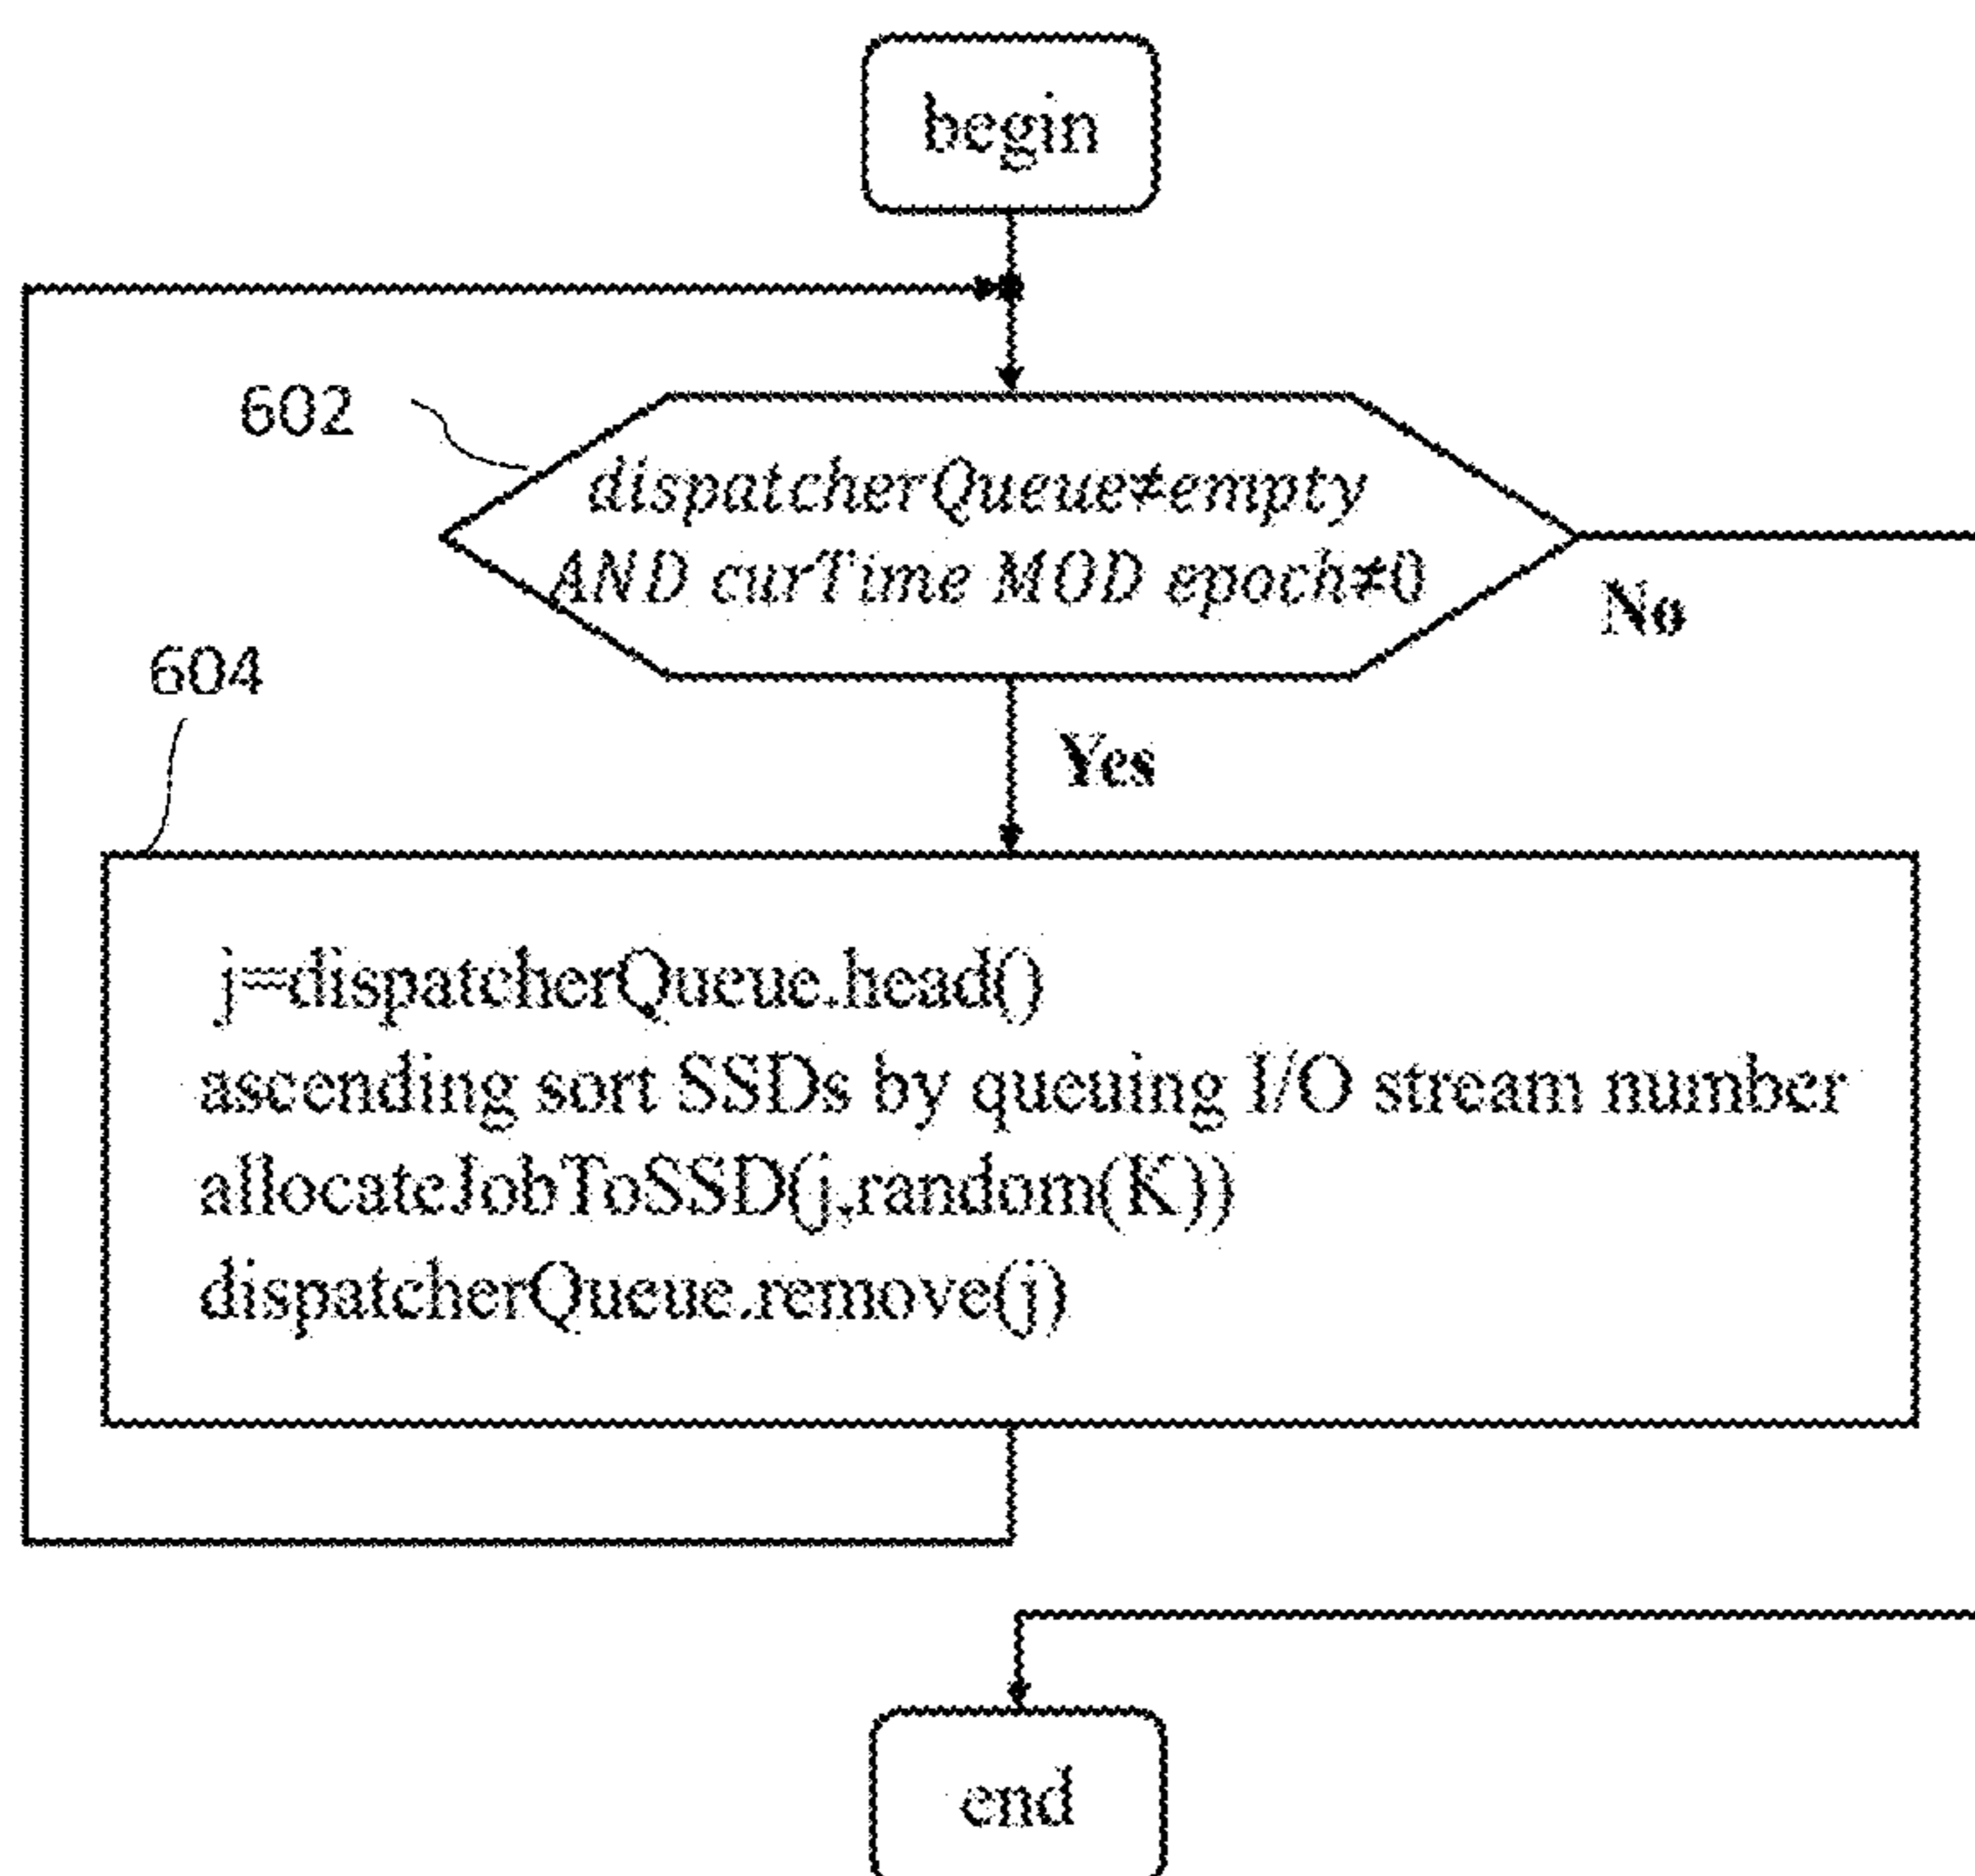 begin
602
dispatcherQueue≠empty
AND curTime MOD epoch≠0
No
604
Yes
j=dispatcherQueue.head()
ascending sort SSDs by queuing I/O stream number
allocateJobToSSD(j,random(K))
dispatcherQueue.remove(j)
end